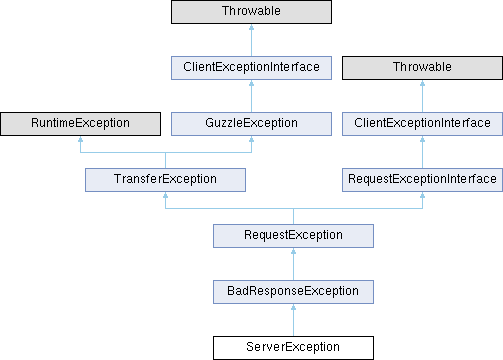 Throwable
ClientExceptionInterface
Throwable
RuntimeException
GuzzleException
ClientExceptionInterface
TransferException
RequestExceptionInterface
RequestException
BadResponseException
ServerException